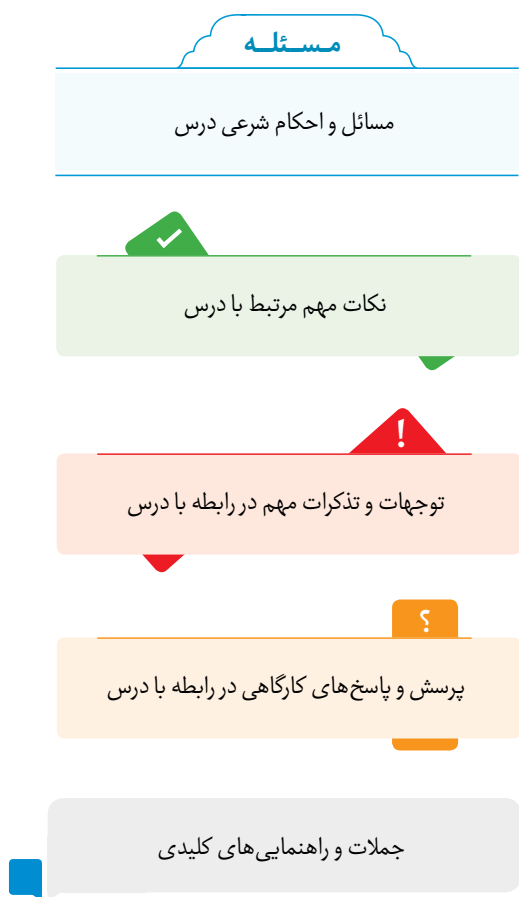 مـسـئلـه
مسائل و احکام شرعی درس
نکات مهم مرتبط با درس
!
توجهات و تذکرات مهم در رابطه با درس
؟
پرسش و پاسخ‌های کارگاهی در رابطه با درس
جملات و راهنمایی‌های کلیدی